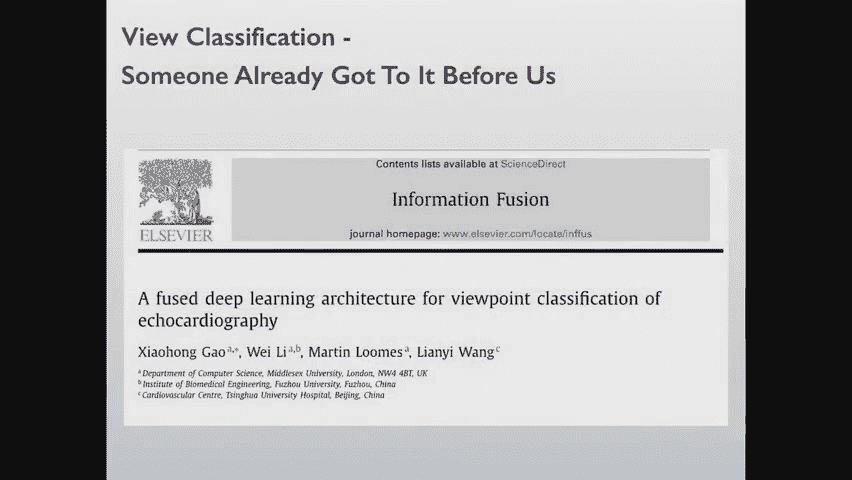 View Classification -
Someone Already Got To It Before Us
Contents lists available at ScienceDirect
Information Fusion
ELSEVIER
journal homepage: www.elsevier.com/locate/inffus
A fused deep learning architecture for viewpoint classification of
echocardiography
Xiaohong Gao a,*, Wei Li a,b, Martin Loomes a, Lianyi Wang c
a Department of Computer Science, Middlesex University, London, NW4 4BT, UK
b Institute of Biomedical Engineering, Fuzhou University, Fuzhou, China
c Cardiovascular Centre, Tsinghua University Hospital, Beijing, China